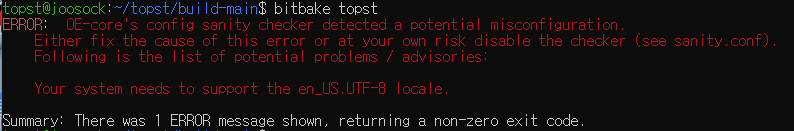 topst@joosock:~/topst/build-main$ bitbake topst
ERROR:  OE-core's config sanity checker detected a potential misconfiguration.
    Either fix the cause of this error or at your own risk disable the checker (see sanity.conf).
    Following is the list of potential problems / advisories:
    Your system needs to support the en_US.UTF-8 locale.
Summary: There was 1 ERROR message shown, returning a non-zero exit code.